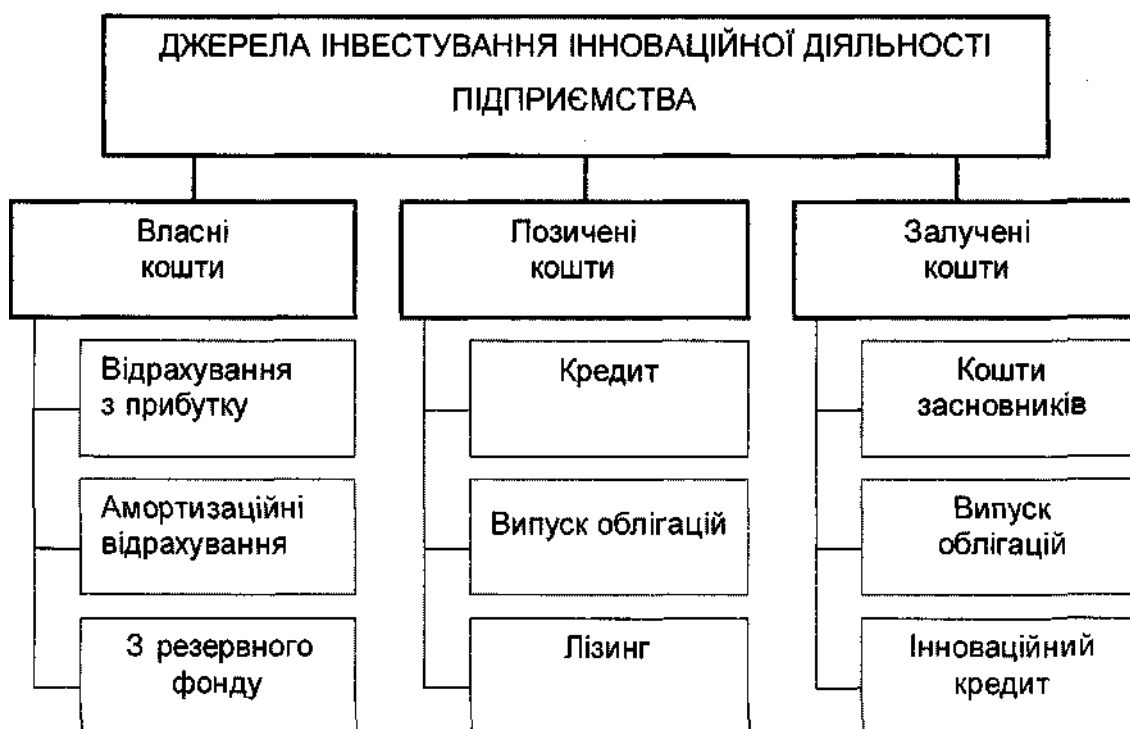 ДЖЕРЕЛА ІНВЕСТУВАННЯ ІННОВАЦІЙНОЇ ДІЯЛЬНОСТІ
ПІДПРИЄМСТВА
Власні
кошти
Відрахування
з прибутку
Амортизаційні
відрахування
З резервного
фонду
Позичені
кошти
Кредит
Випуск облігацій
Лізинг
Залучені
кошти
Кошти
засновників
Випуск
облігацій
Інноваційний
кредит